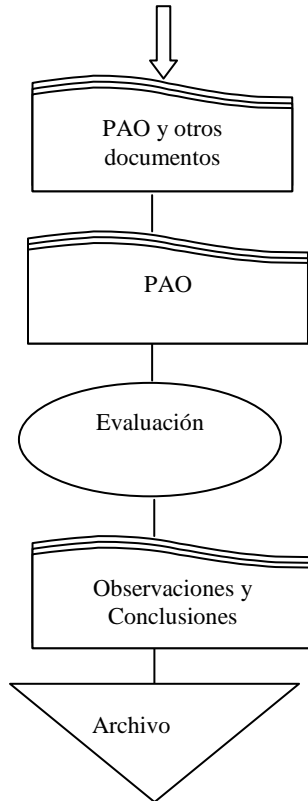 PAO y otros
documentos
PAO
Evaluación
Observaciones y
Conclusiones
Archivo